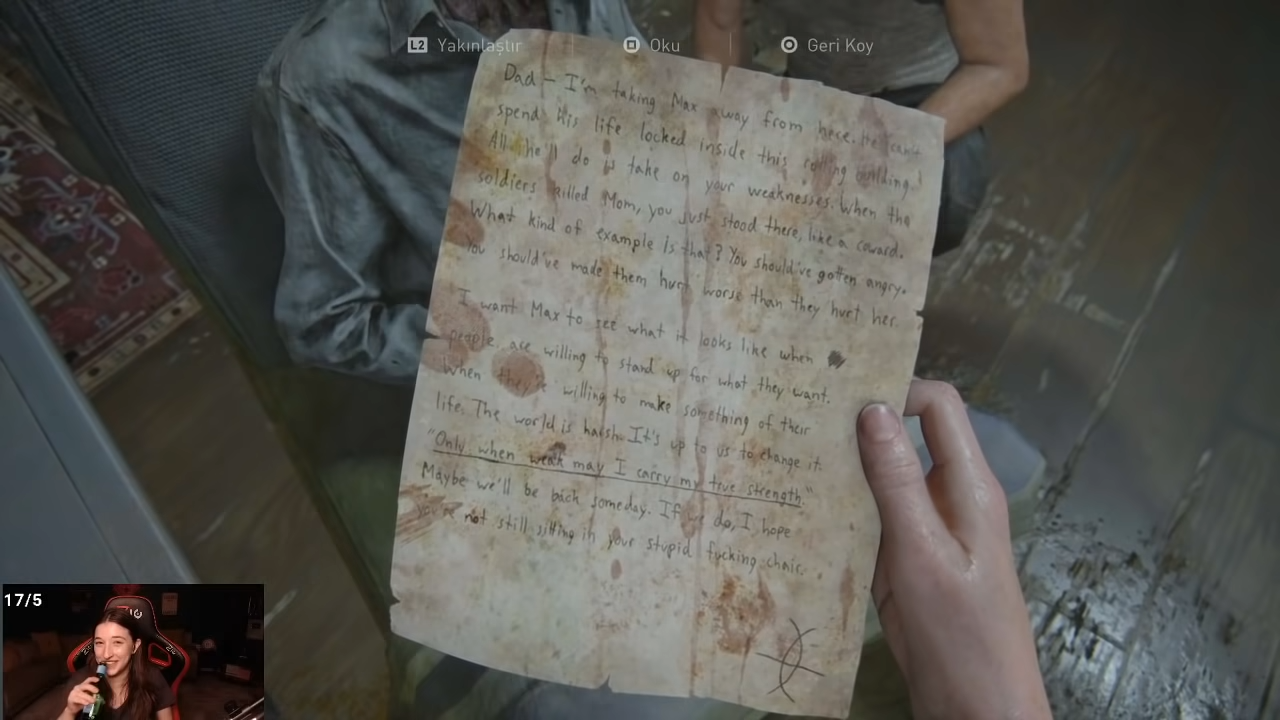 L2 Yakınlaştır
Oku
Geri Koy
Dad - I'm taking Max away from here. He can't
spend his life locked inside this rolling building!
All he'll do is take on your weaknesses. When the
soldiers killed Mom, you just stood there, like a coward.
What kind of example is that? You should've gotten angry.
You should've made them hurt worse than they hurt her.
I want Max to see what it looks like when
people are willing to stand up for what they want.
When they're willing to make something of their
life. The world is harsh. It's up to us to change it.
"Only when weak may I carry my true strength."
Maybe we'll be back someday. If we do, I hope
you're not still sitting in your stupid fucking chair.
17/5